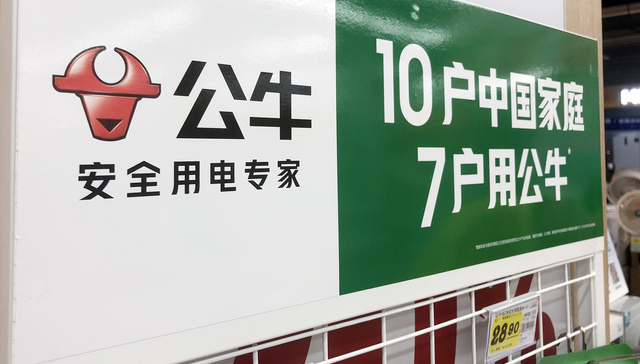 公牛
安全用电专家
10户中国家庭
7户用公牛*
28.90